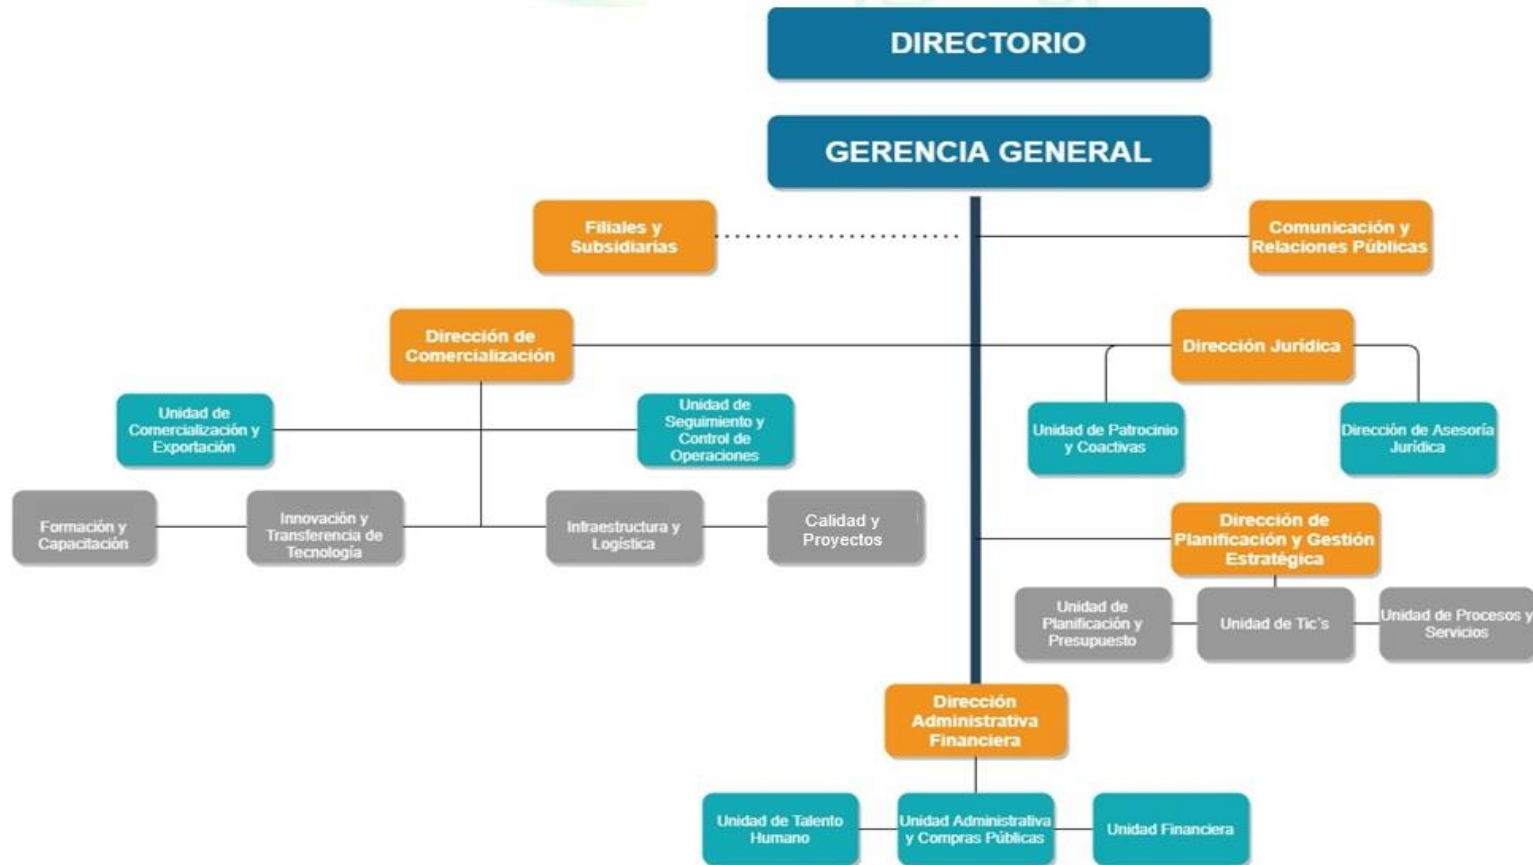 DIRECTORIO
GERENCIA GENERAL
Filiales y
Subsidiarías
Comunicación y
Relaciones Públicas
Dirección de
Comercialización
Dirección Jurídica
Unidad de
Comercialización y
Exportación
Unidad de
Seguimiento y
Control de
Operaciones
Unidad de Patrocinio
y Coactivas
Dirección de Asesoría
Jurídica
Formación y
Capacitación
Innovación y
Transferencia de
Tecnología
Infraestructura y
Logística
Calidad y
Proyectos
Dirección de
Planificación y Gestión
Estratégica
Unidad de
Planificación y
Presupuesto
Unidad de Tic`s
Unidad de Procesos y
Servicios
Dirección
Administrativa
Financiera
Unidad de Talento
Humano
Unidad Administrativa
y Compras Públicas
Unidad Financiera